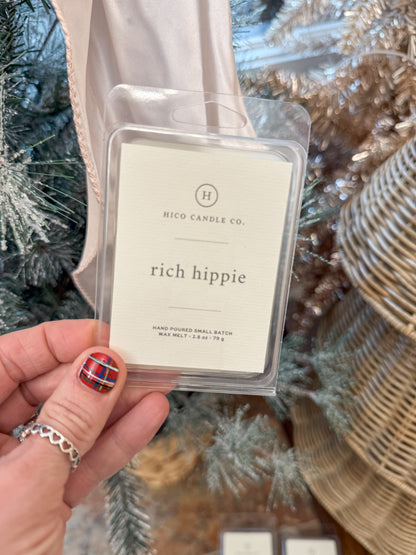 H
HICO CANDLE CO.
rich hippie
HAND POURED SMALL BATCH
WAX MELT - 2.8 oz - 79 g